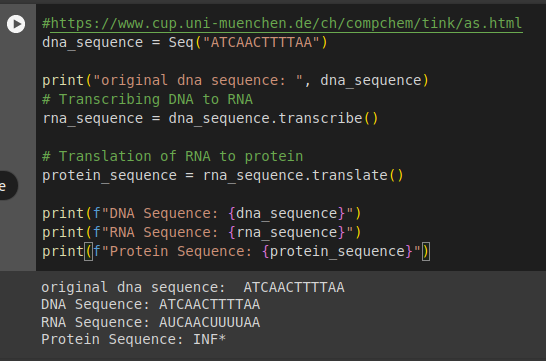 #https://www.cup.uni-muenchen.de/ch/compchem/tink/as.html
dna_sequence = Seq("ATCAACTTTTAA")
print("original dna sequence: ", dna_sequence)
# Transcribing DNA to RNA
rna_sequence = dna_sequence.transcribe()
# Translation of RNA to protein
protein_sequence = rna_sequence.translate()
print(f"DNA Sequence: {dna_sequence}")
print(f"RNA Sequence: {rna_sequence}")
e
print(f"Protein Sequence: {protein_sequence}")
original dna sequence:  ATCAACTTTTAA
DNA Sequence: ATCAACTTTTAA
RNA Sequence: AUCAACUUUUAA
Protein Sequence: INF*